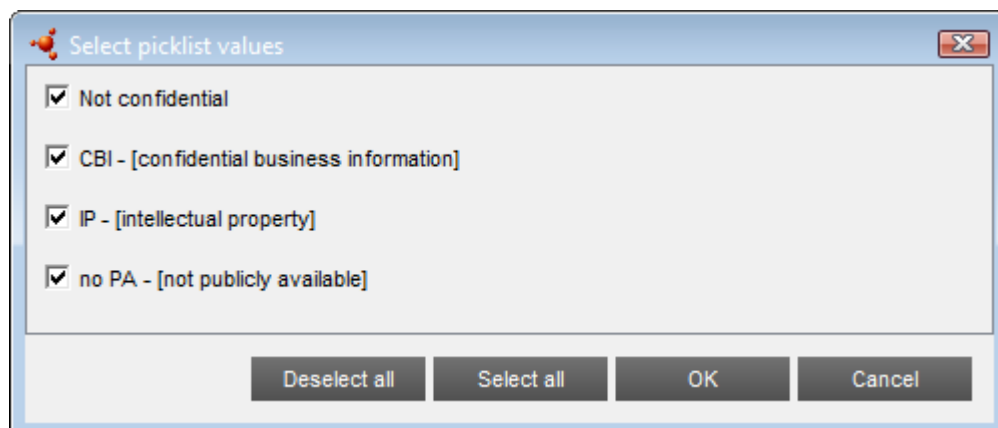 Select picklist values
Not confidential
CBI - [confidential business information]
IP - [intellectual property]
no PA - [not publicly available]
Deselect all Select all OK Cancel